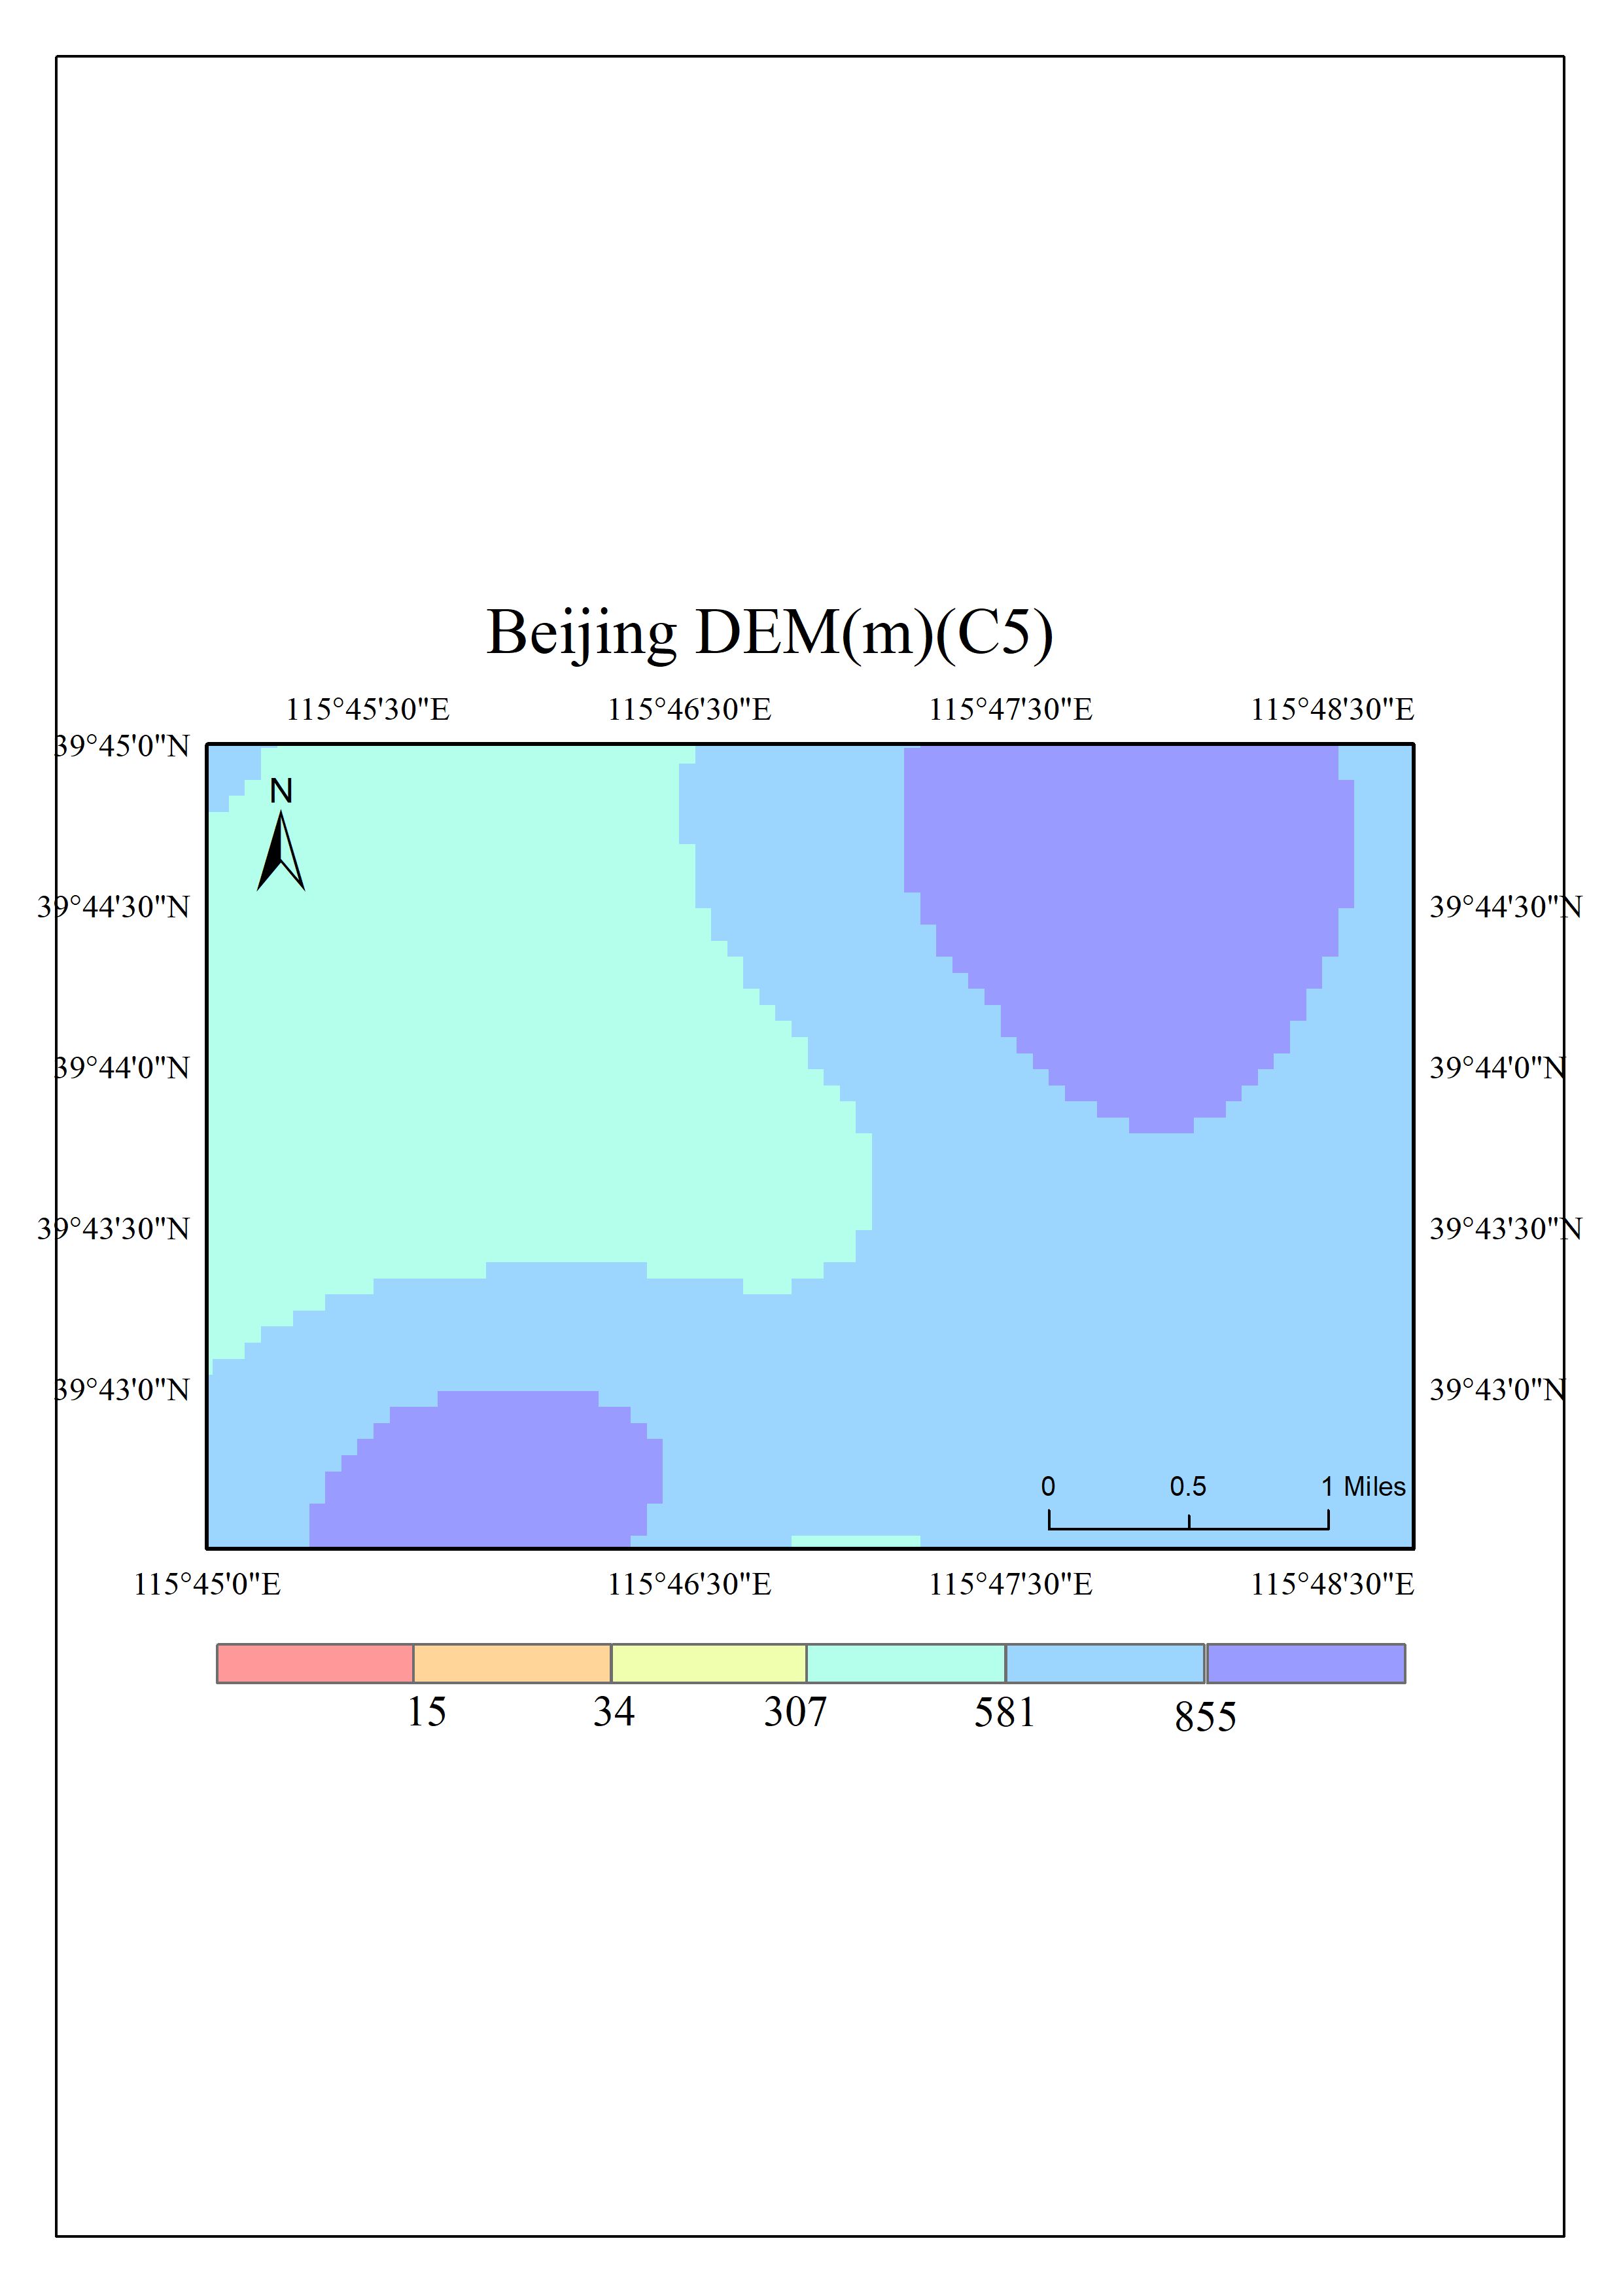 Beijing DEM(m)(C5)
115°45'30"E 115°46'30"E 115°47'30"E 115°48'30"E
39°45'0"N
N
39°44'30"N 39°44'30"N
39°44'0"N 39°44'0"N
39°43'30"N 39°43'30"N
39°43'0"N 39°43'0"N
0 0.5 1 Miles
115°45'0"E 115°46'30"E 115°47'30"E 115°48'30"E
15 34 307 581 855